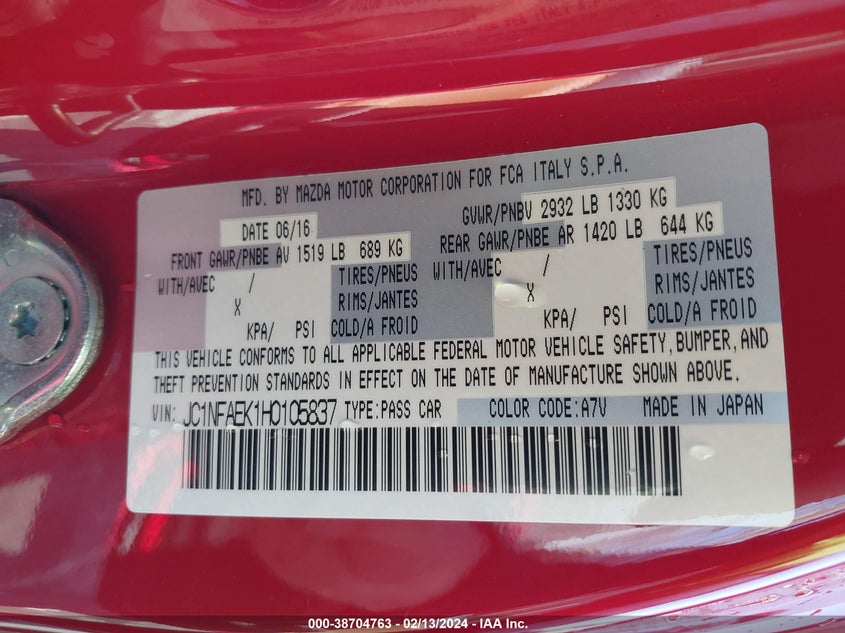 MFD. BY MAZDA MOTOR CORPORATION FOR FCA ITALY S.P.A.
DATE 06/16 GVWR/PNBV 2932 LB 1330 KG
FRONT GAWR/PNBE AV 1519 LB 689 KG REAR GAWR/PNBE AR 1420 LB 644 KG
WITH/AVEC / TIRES/PNEUS WITH/AVEC / TIRES/PNEUS
X RIMS/JANTES X RIMS/JANTES
KPA/ PSI COLD/A FROID KPA/ PSI COLD/A FROID
THIS VEHICLE CONFORMS TO ALL APPLICABLE FEDERAL MOTOR VEHICLE SAFETY, BUMPER, AND
THEFT PREVENTION STANDARDS IN EFFECT ON THE DATE OF MANUFACTURE SHOWN ABOVE.
VIN: JC1NFAEK1H0105837 TYPE:PASS CAR COLOR CODE:A7V MADE IN JAPAN
000-38704763 - 02/13/2024 - IAA Inc.